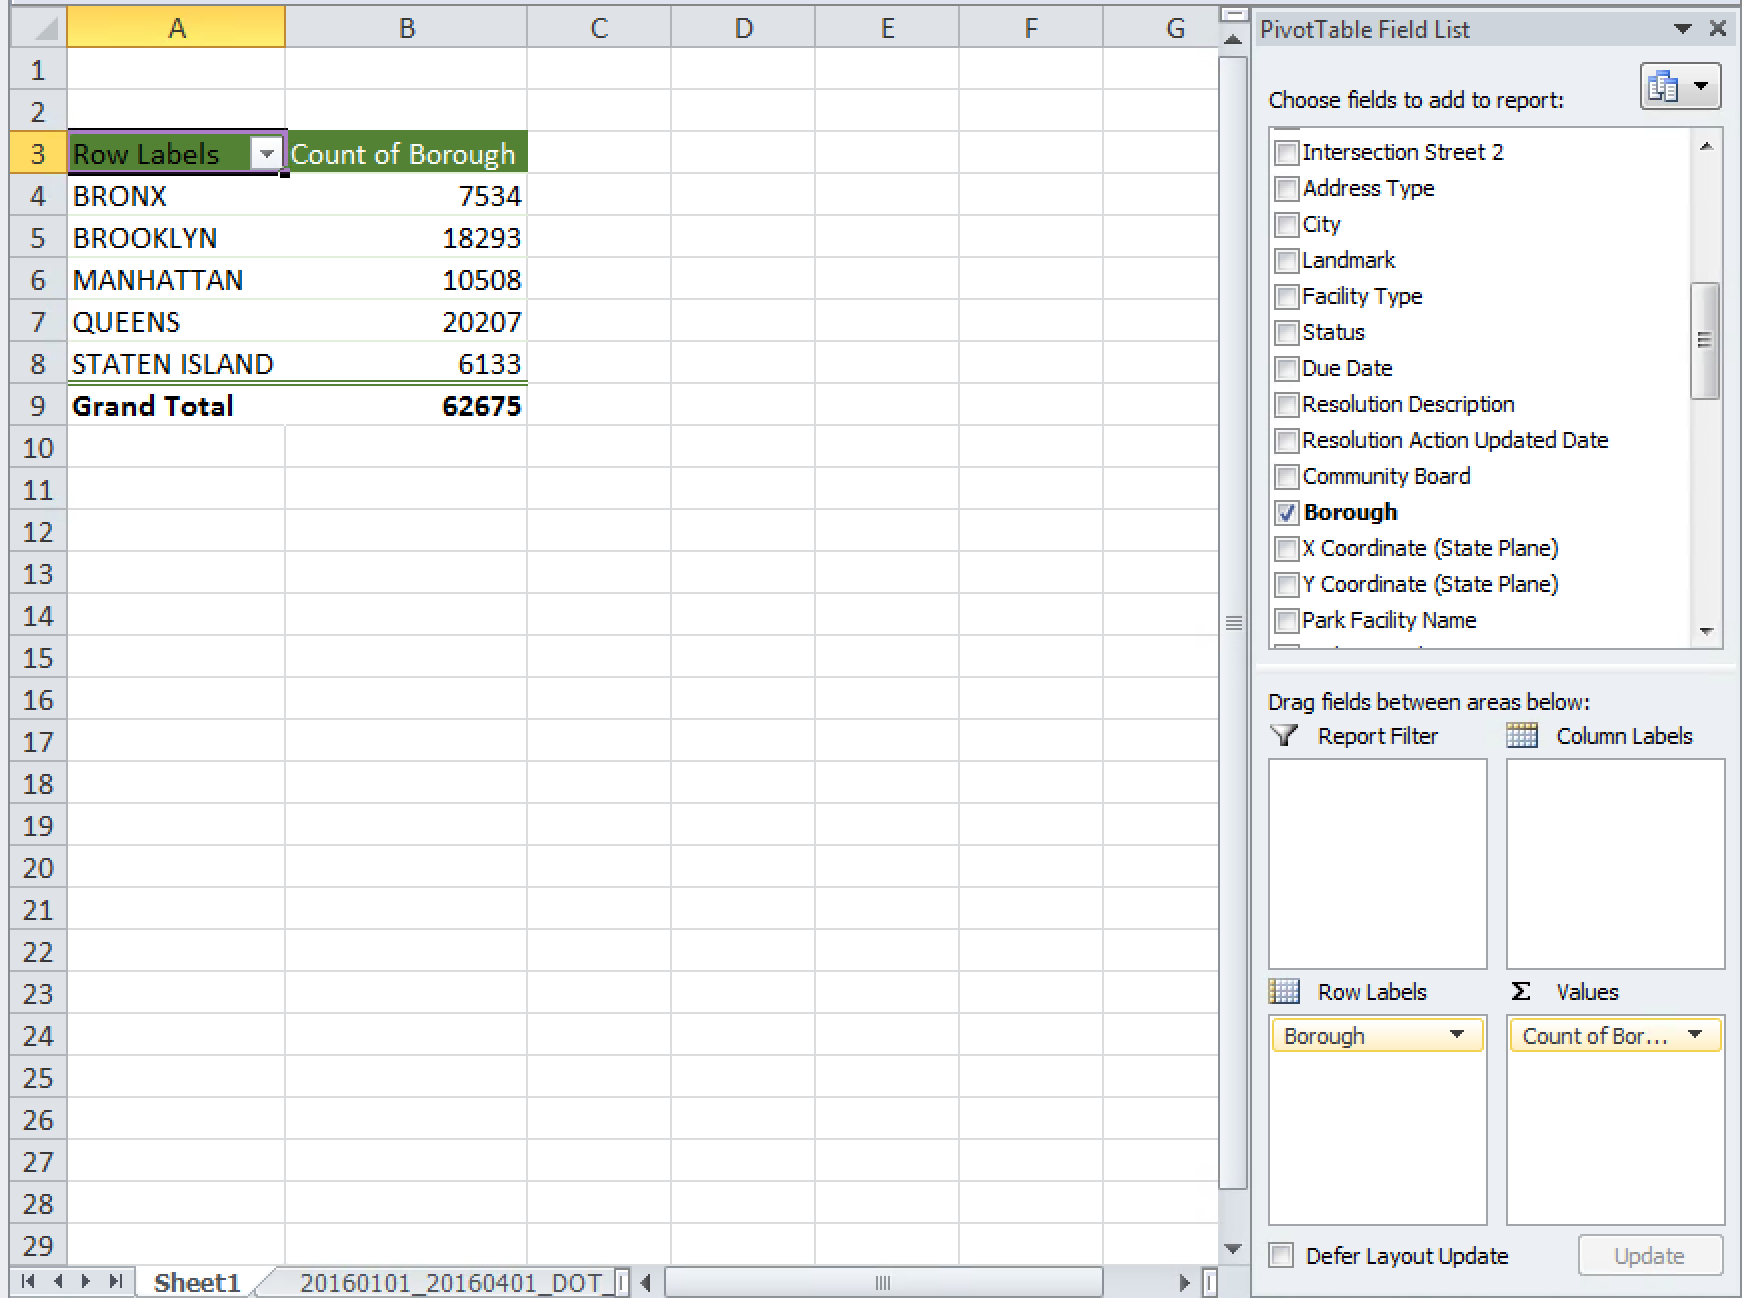 A B C D E F G
1
2
3 Row Labels Count of Borough
4 BRONX 7534
5 BROOKLYN 18293
6 MANHATTAN 10508
7 QUEENS 20207
8 STATEN ISLAND 6133
9 Grand Total 62675
10
11
12
13
14
15
16
17
18
19
20
21
22
23
24
25
26
27
28
29
Sheet1 20160101_20160401_DOT_
PivotTable Field List
Choose fields to add to report:
Intersection Street 2
Address Type
City
Landmark
Facility Type
Status
Due Date
Resolution Description
Resolution Action Updated Date
Community Board
Borough
X Coordinate (State Plane)
Y Coordinate (State Plane)
Park Facility Name
Drag fields between areas below:
Report Filter Column Labels
Row Labels Σ Values
Borough Count of Bor...
Defer Layout Update Update